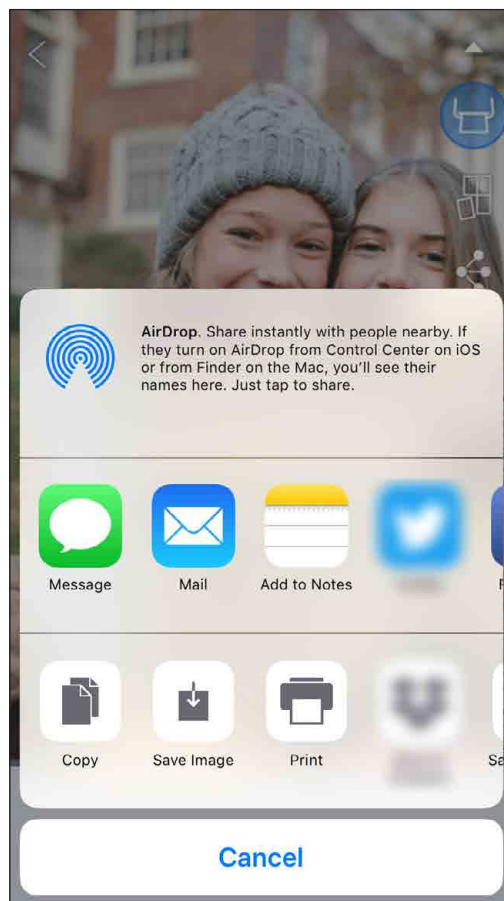 AirDrop. Share instantly with people nearby. If
they turn on AirDrop from Control Center on iOS
or from Finder on the Mac, you'll see their
names here. Just tap to share.
Message
Mail
Add to Notes
Copy
Save Image
Print
Cancel